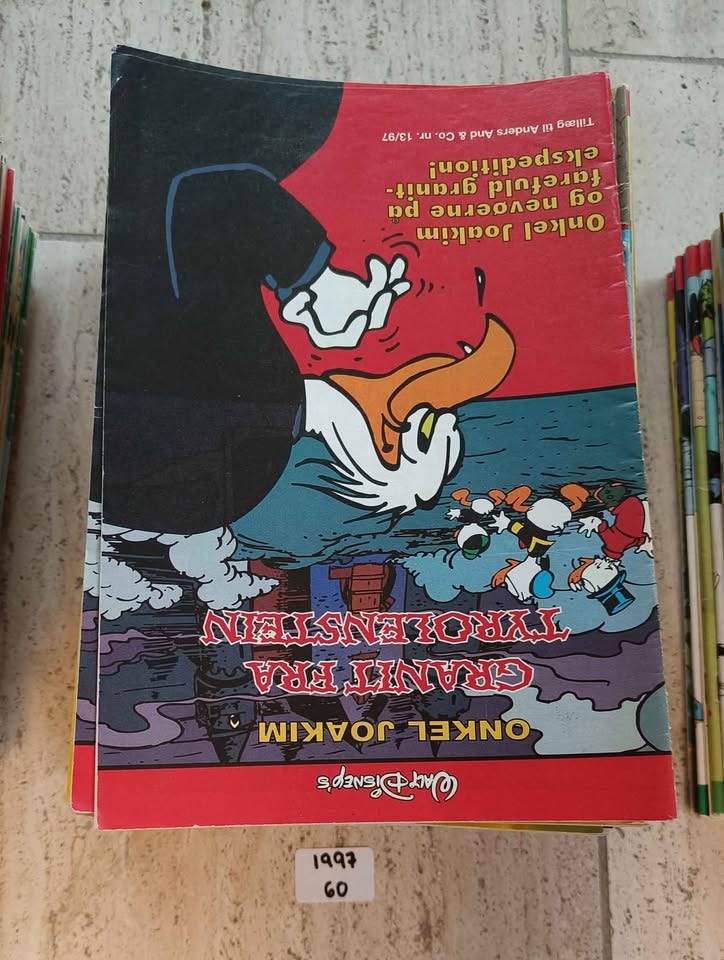 WALT DISNEY'S
ONKEL JOAKIM
GRANIT FRA
TYROLENSTEIN
Onkel Joakim
og nevøerne på
farefuld granit-
ekspedition!
Tillæg til Anders And & Co. nr. 13/97
1997
60